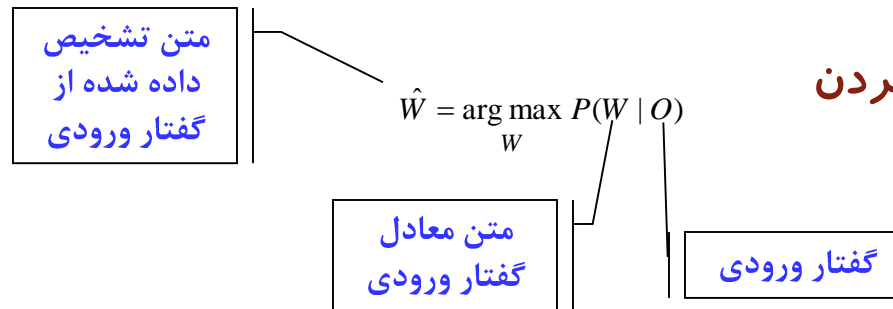 متن تشخیص
داده شده از
گفتار ورودی
Ŵ = arg max P(W | O)
W
متن معادل
گفتار ورودی
گفتار ورودی